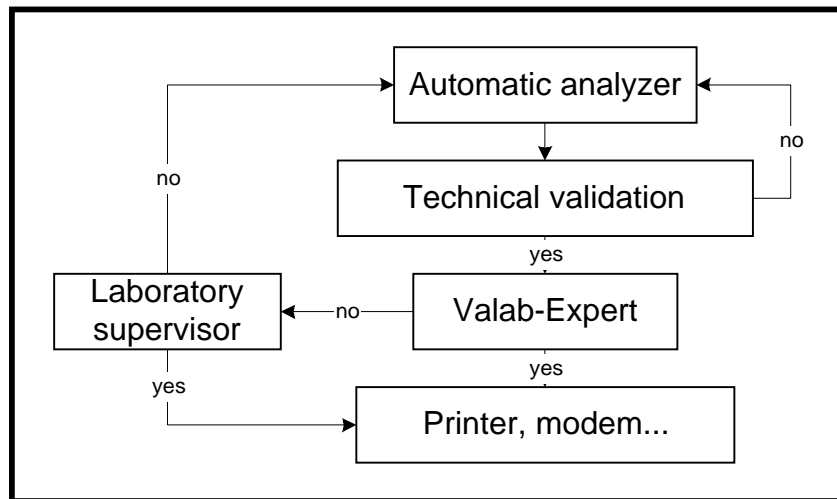 Automatic analyzer
no
no
Technical validation
yes
Laboratory
supervisor
no
Valab-Expert
yes
yes
Printer, modem...